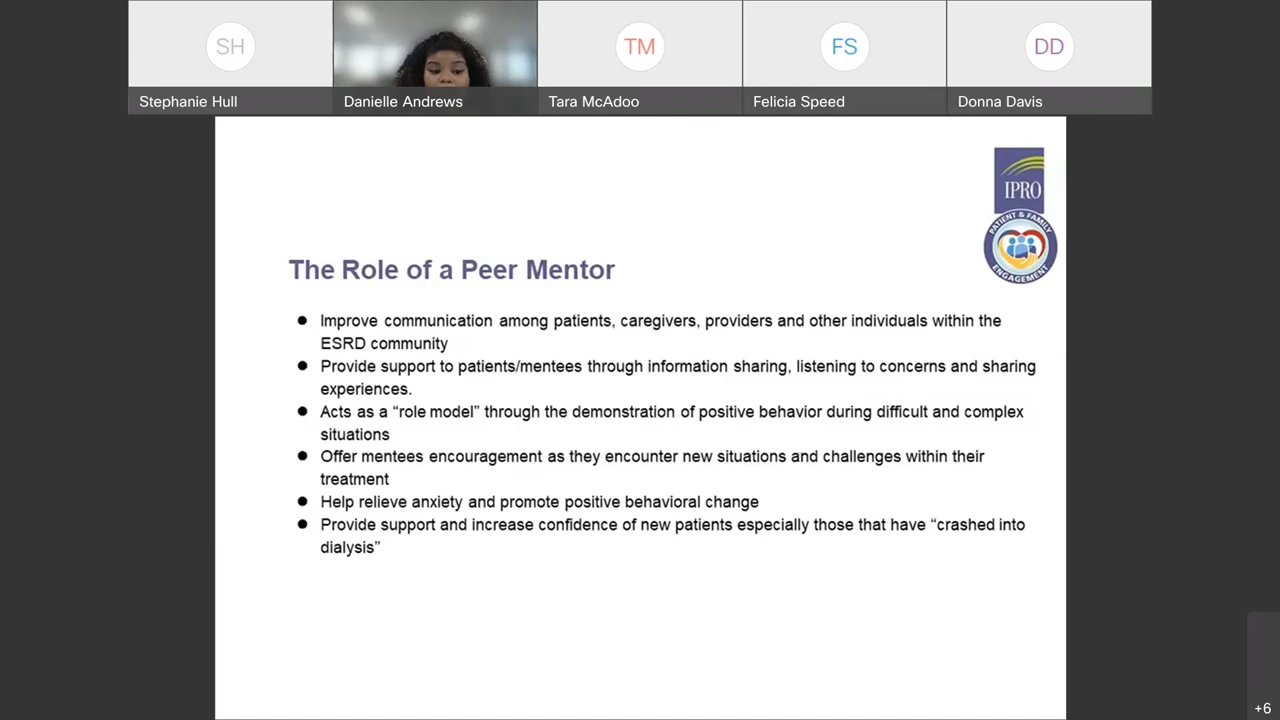 SH
TM
FS
DD
Stephanie Hull
Danielle Andrews
Tara McAdoo
Felicia Speed
Donna Davis
IPRO
PATIENT & FAMILY
ENGAGEMENT
The Role of a Peer Mentor
● Improve communication among patients, caregivers, providers and other individuals within the
ESRD community
● Provide support to patients/mentees through information sharing, listening to concerns and sharing
experiences.
● Acts as a “role model” through the demonstration of positive behavior during difficult and complex
situations
● Offer mentees encouragement as they encounter new situations and challenges within their
treatment
● Help relieve anxiety and promote positive behavioral change
● Provide support and increase confidence of new patients especially those that have “crashed into
dialysis”
+6